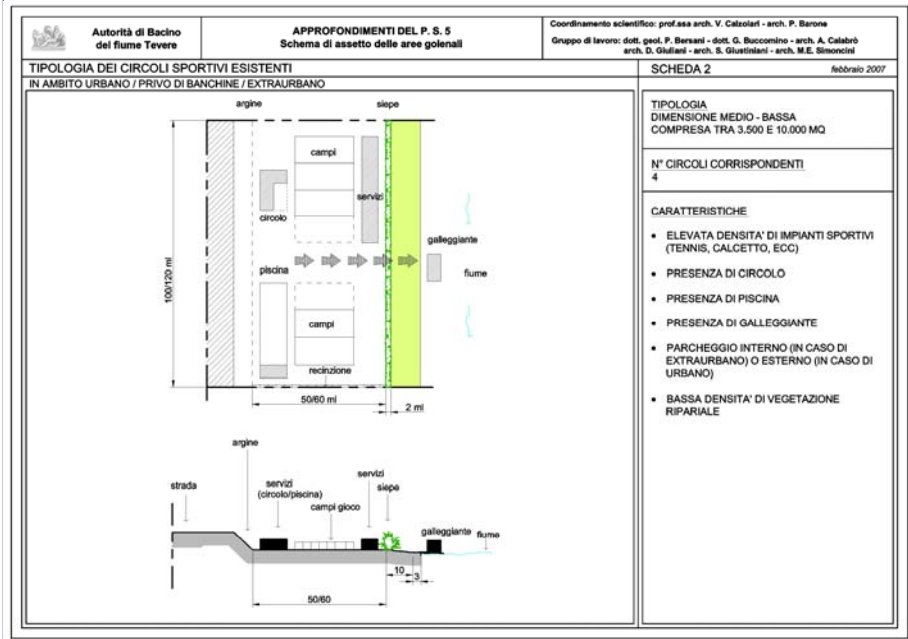 Autorità di Bacino
del fiume Tevere
APPROFONDIMENTI DEL P. S. 5
Schema di assetto delle aree golenali
Coordinamento scientifico: prof.ssa arch. V. Calzolari - arch. P. Barone
Gruppo di lavoro: dott. geol. P. Bersani - dott. G. Buccomino - arch. A. Calabrò
arch. D. Giuliani - arch. S. Giustiniani - arch. M.E. Simoncini
TIPOLOGIA DEI CIRCOLI SPORTIVI ESISTENTI
SCHEDA 2
febbraio 2007
IN AMBITO URBANO / PRIVO DI BANCHINE / EXTRAURBANO
argine
siepe
campi
servizi
circolo
galleggiante
piscina
fiume
100/120 ml
campi
recinzione
50/60 ml
2 ml
argine
strada
servizi
(circolo/piscina)
campi gioco
servizi
siepe
galleggiante
fiume
10
3
50/60
TIPOLOGIA
DIMENSIONE MEDIO - BASSA
COMPRESA TRA 3.500 E 10.000 MQ
N° CIRCOLI CORRISPONDENTI
4
CARATTERISTICHE
• ELEVATA DENSITA' DI IMPIANTI SPORTIVI
(TENNIS, CALCETTO, ECC)
• PRESENZA DI CIRCOLO
• PRESENZA DI PISCINA
• PRESENZA DI GALLEGGIANTE
• PARCHEGGIO INTERNO (IN CASO DI
EXTRAURBANO) O ESTERNO (IN CASO DI
URBANO)
• BASSA DENSITA' DI VEGETAZIONE
RIPARIALE